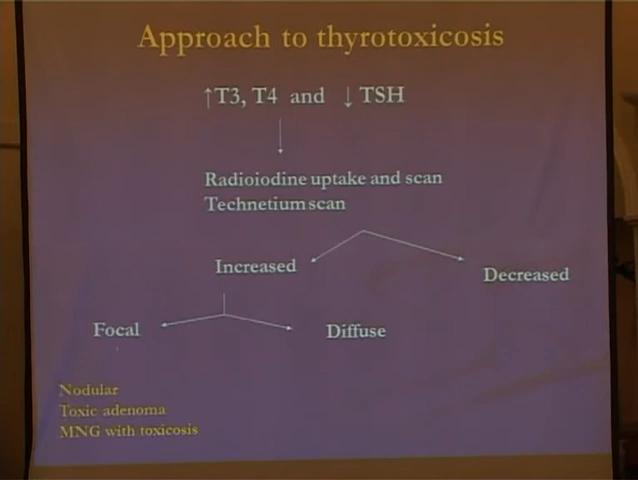 Approach to thyrotoxicosis
↑T3, T4 and ↓ TSH
Radioiodine uptake and scan
Technetium scan
Increased
Decreased
Focal
Diffuse
Nodular
Toxic adenoma
MNG with toxicosis